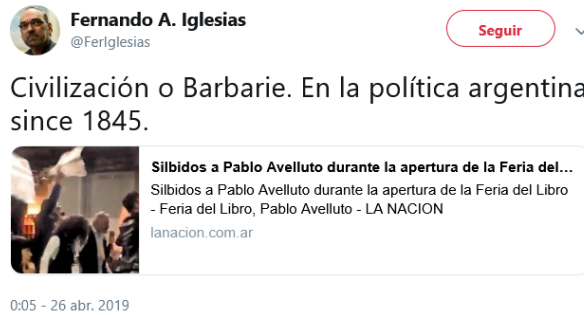 Fernando A. Iglesias
@FerIglesias
Seguir
Civilización o Barbarie. En la política argentina
since 1845.
Silbidos a Pablo Avelluto durante la apertura de la Feria del...
Silbidos a Pablo Avelluto durante la apertura de la Feria del Libro
- Feria del Libro, Pablo Avelluto - LA NACION
lanacion.com.ar
0:05 - 26 abr. 2019